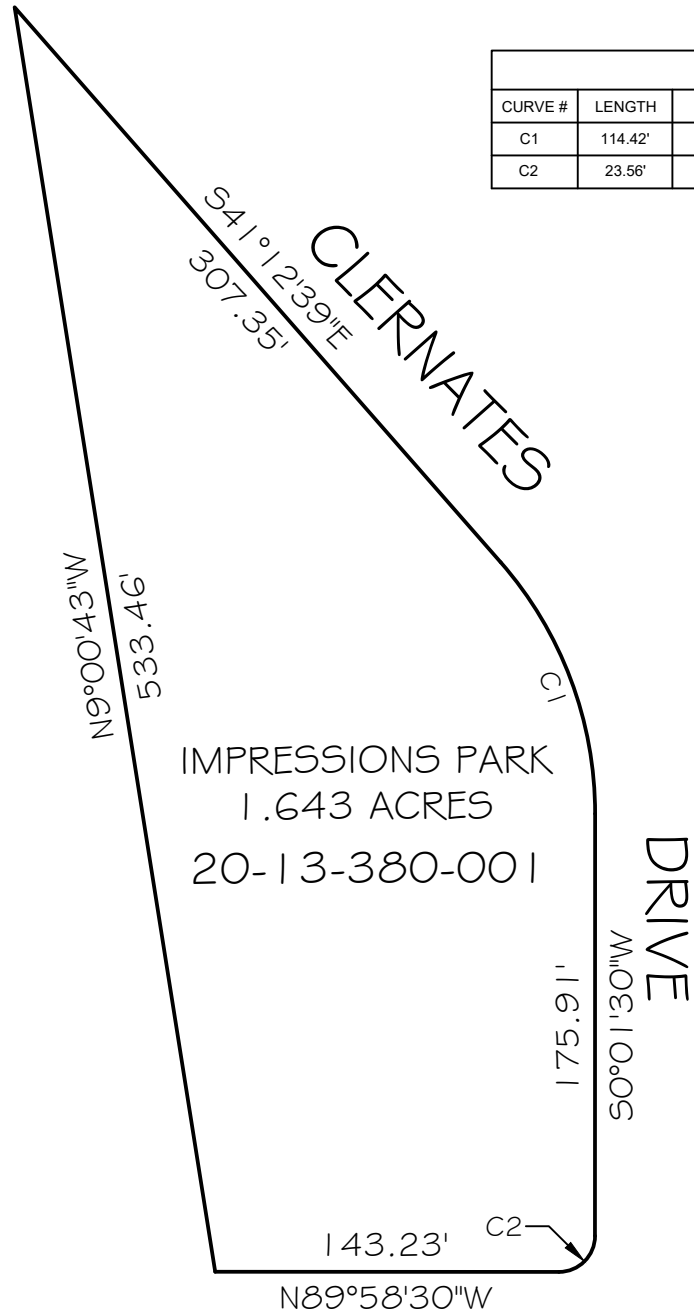 CURVE # LENGTH
C1 114.42'
C2 23.56'
S41°12'39"E
307.35'
CLERNATES
N9°00'43"W
533.46'
C1
IMPRESSIONS PARK
1.643 ACRES
20-13-380-001
DRIVE
175.91'
S0°01'30"W
C2
143.23'
N89°58'30"W